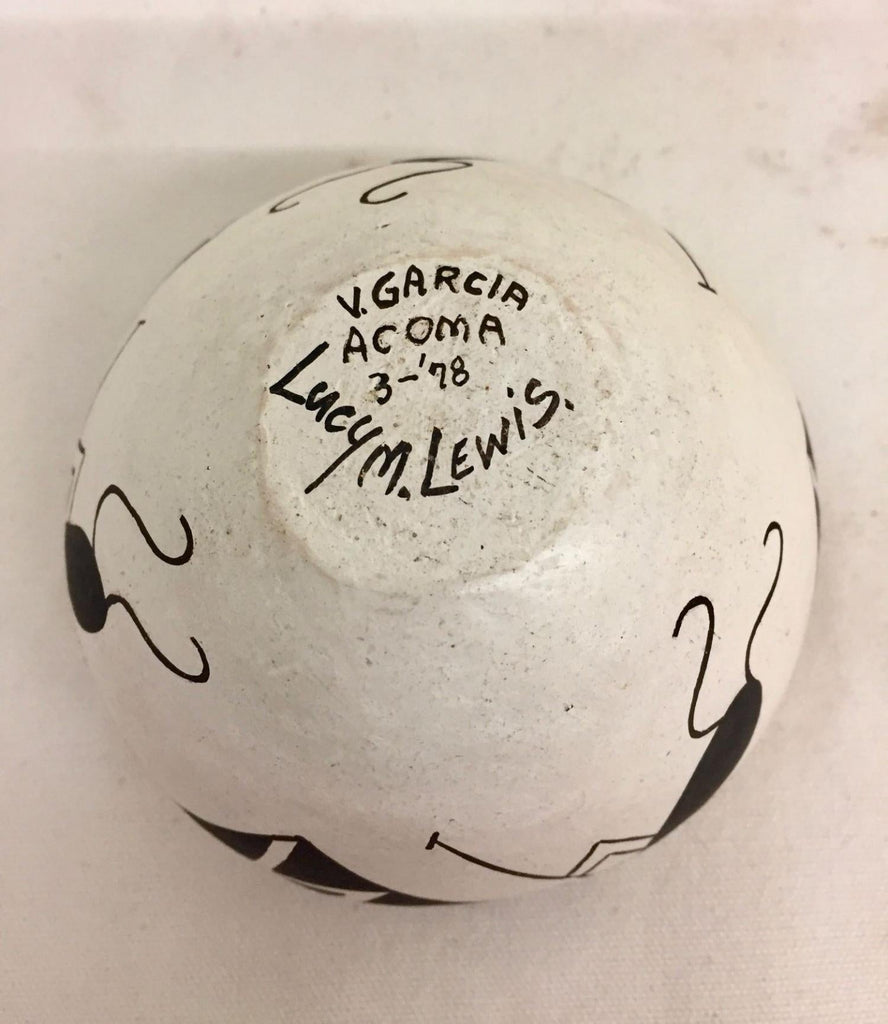 V. GARCIA
ACOMA
3-'78
Lucy M. LEWiS.